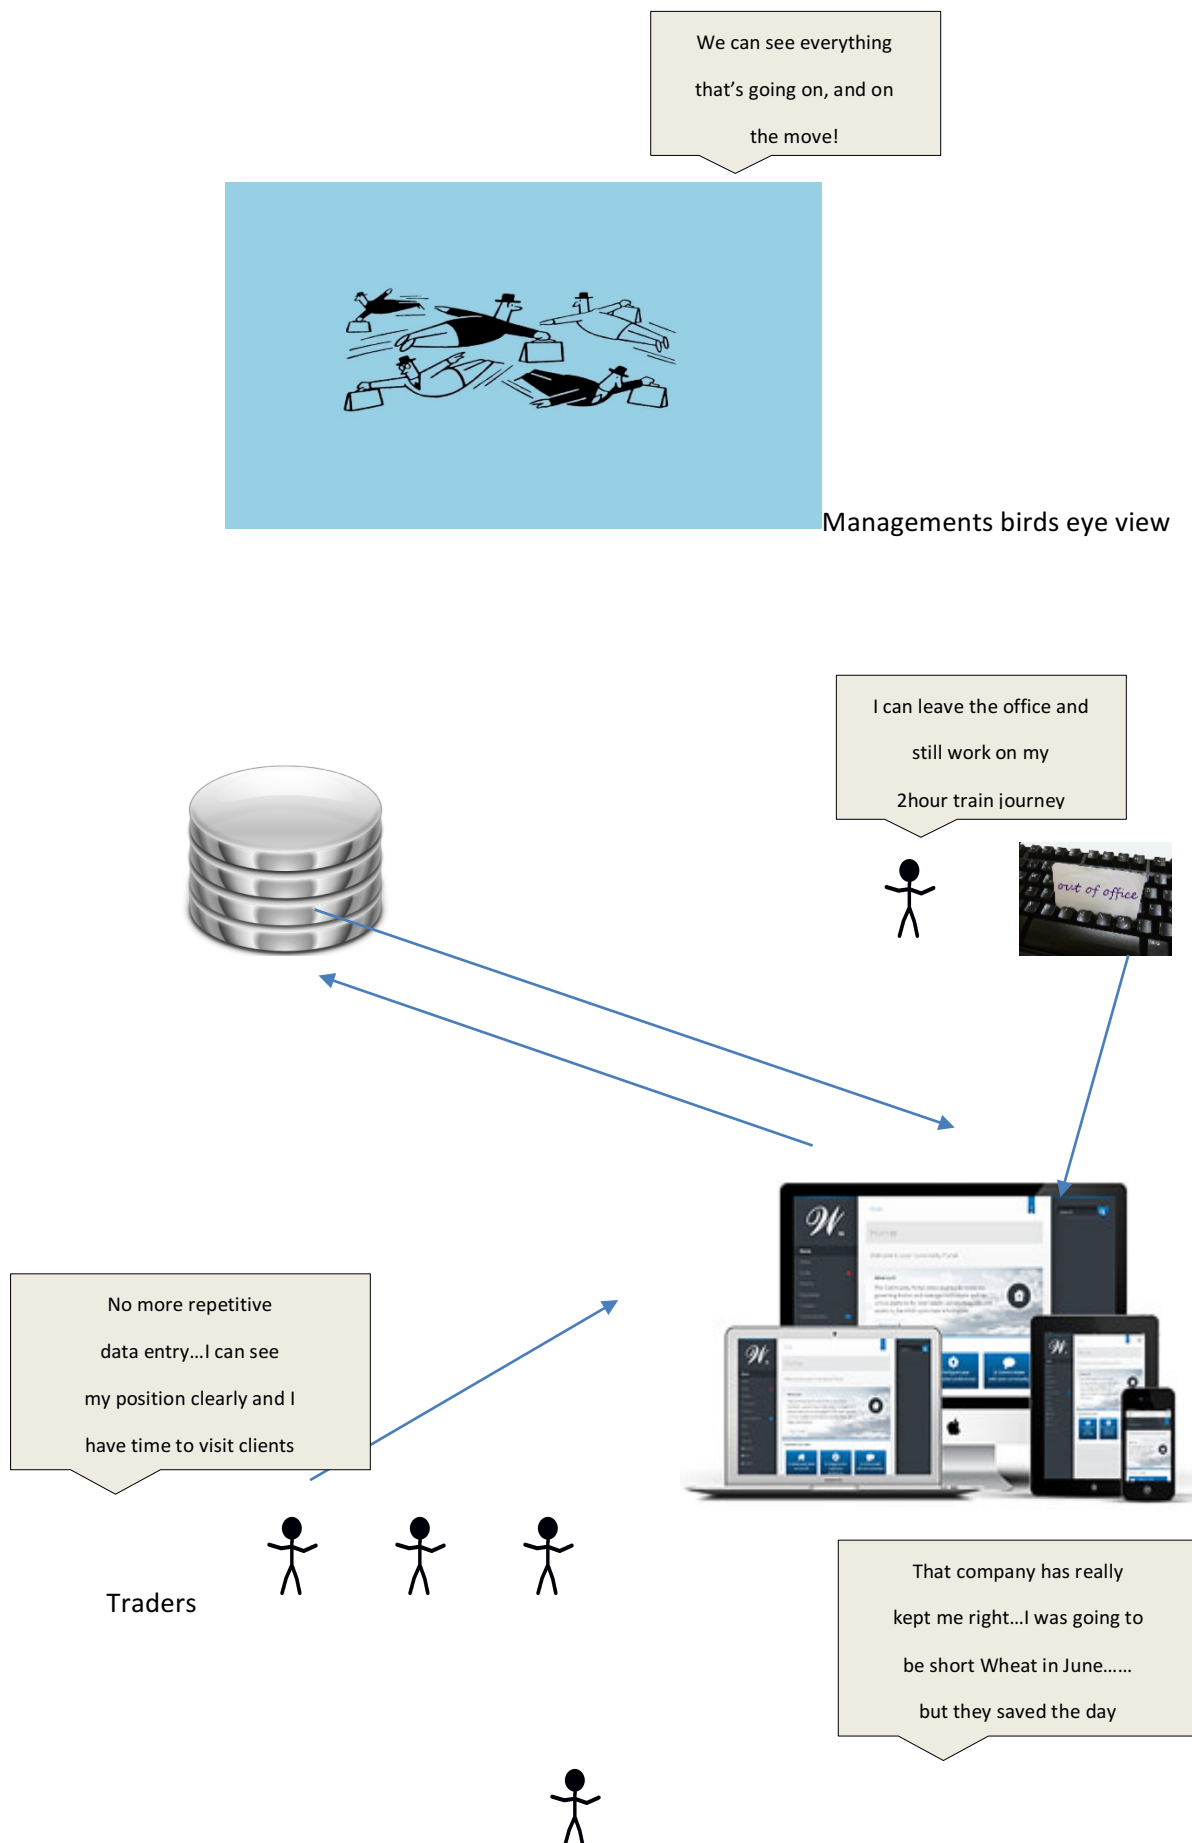 We can see everything
that’s going on, and on
the move!
Managements birds eye view
I can leave the office and
still work on my
2hour train journey
out of office
W.
Home
No more repetitive
data entry…I can see
my position clearly and I
have time to visit clients
Traders
That company has really
kept me right…I was going to
be short Wheat in June……
but they saved the day